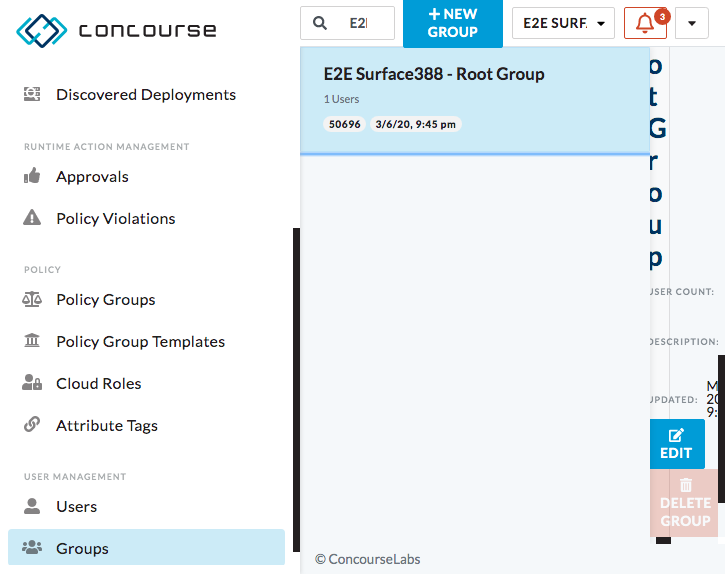 concourse
Discovered Deployments
RUNTIME ACTION MANAGEMENT
Approvals
Policy Violations
POLICY
Policy Groups
Policy Group Templates
Cloud Roles
Attribute Tags
USER MANAGEMENT
Users
Groups
E2
+ NEW
GROUP
E2E SURF
3
E2E Surface388 - Root Group
1 Users
50696 3/6/20, 9:45 pm
© ConcourseLabs
o
t
G
r
o
u
p
USER COUNT:
DESCRIPTION:
UPDATED:
M
20
9:
EDIT
DELETE
GROUP